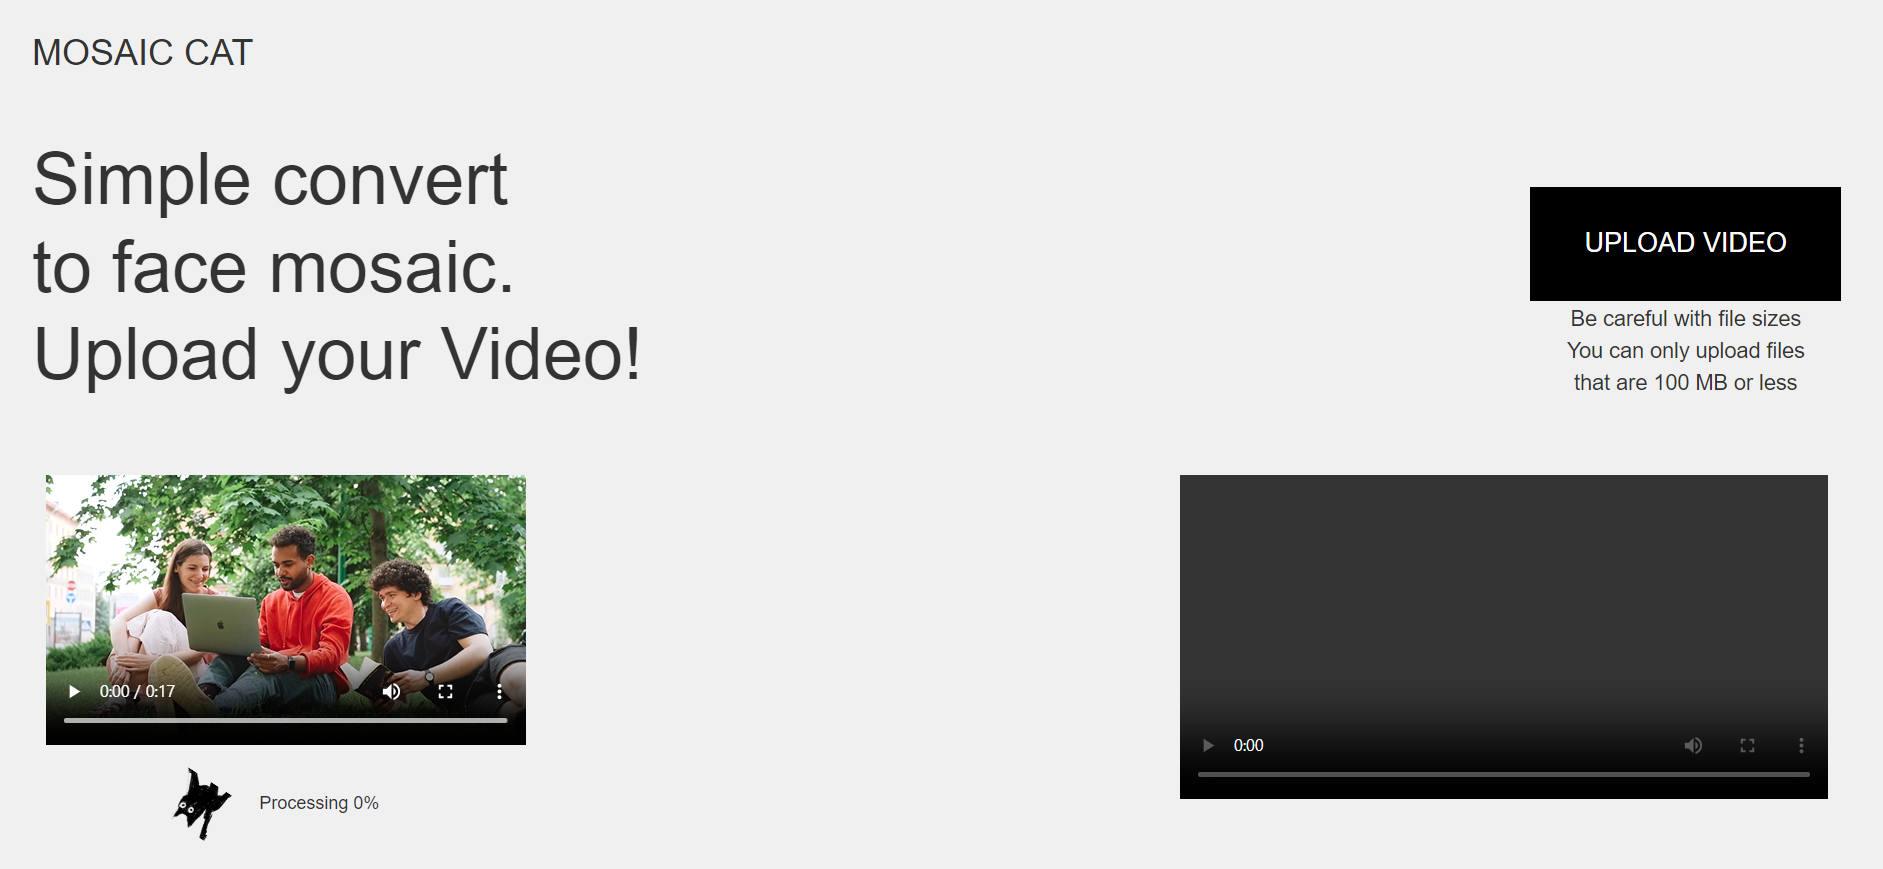 MOSAIC CAT
Simple convert
to face mosaic.
Upload your Video!
UPLOAD VIDEO
Be careful with file sizes
You can only upload files
that are 100 MB or less
0:00 / 0:17
0:00
Processing 0%